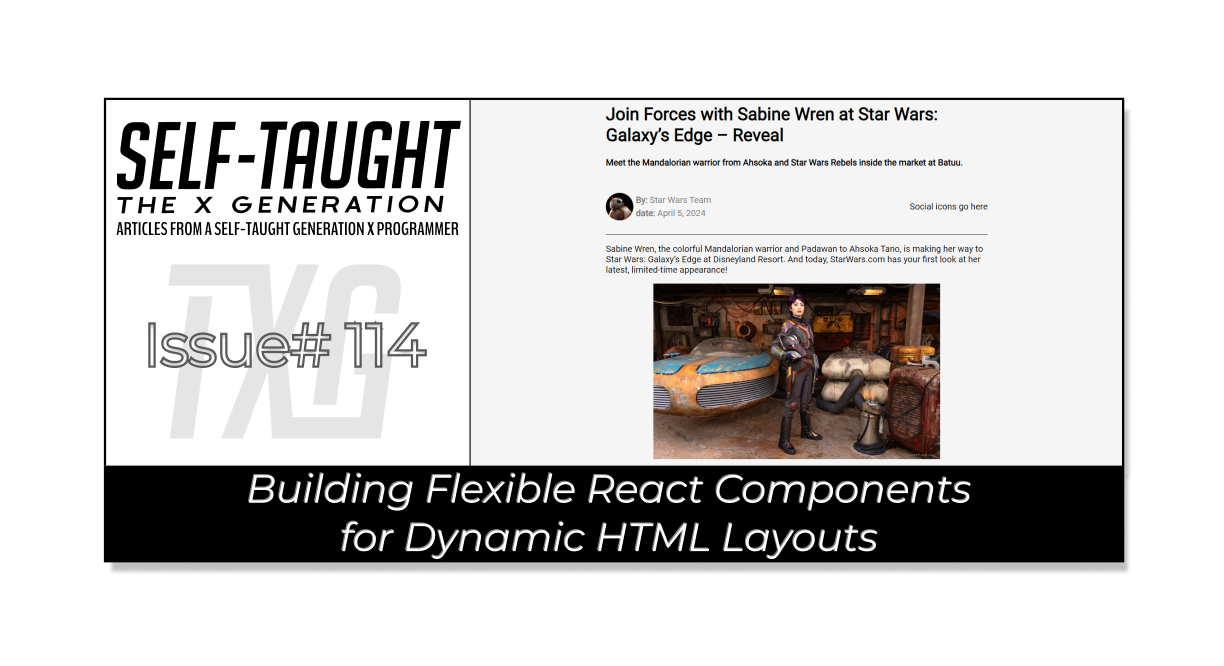 SELF-TAUGHT
THE X GENERATION
ARTICLES FROM A SELF-TAUGHT GENERATION X PROGRAMMER
TXG
Issue# 114
Join Forces with Sabine Wren at Star Wars:
Galaxy's Edge – Reveal
Meet the Mandalorian warrior from Ahsoka and Star Wars Rebels inside the market at Batuu.
By: Star Wars Team
date: April 5, 2024
Social icons go here
Sabine Wren, the colorful Mandalorian warrior and Padawan to Ahsoka Tano, is making her way to
Star Wars: Galaxy's Edge at Disneyland Resort. And today, StarWars.com has your first look at her
latest, limited-time appearance!
Building Flexible React Components
for Dynamic HTML Layouts